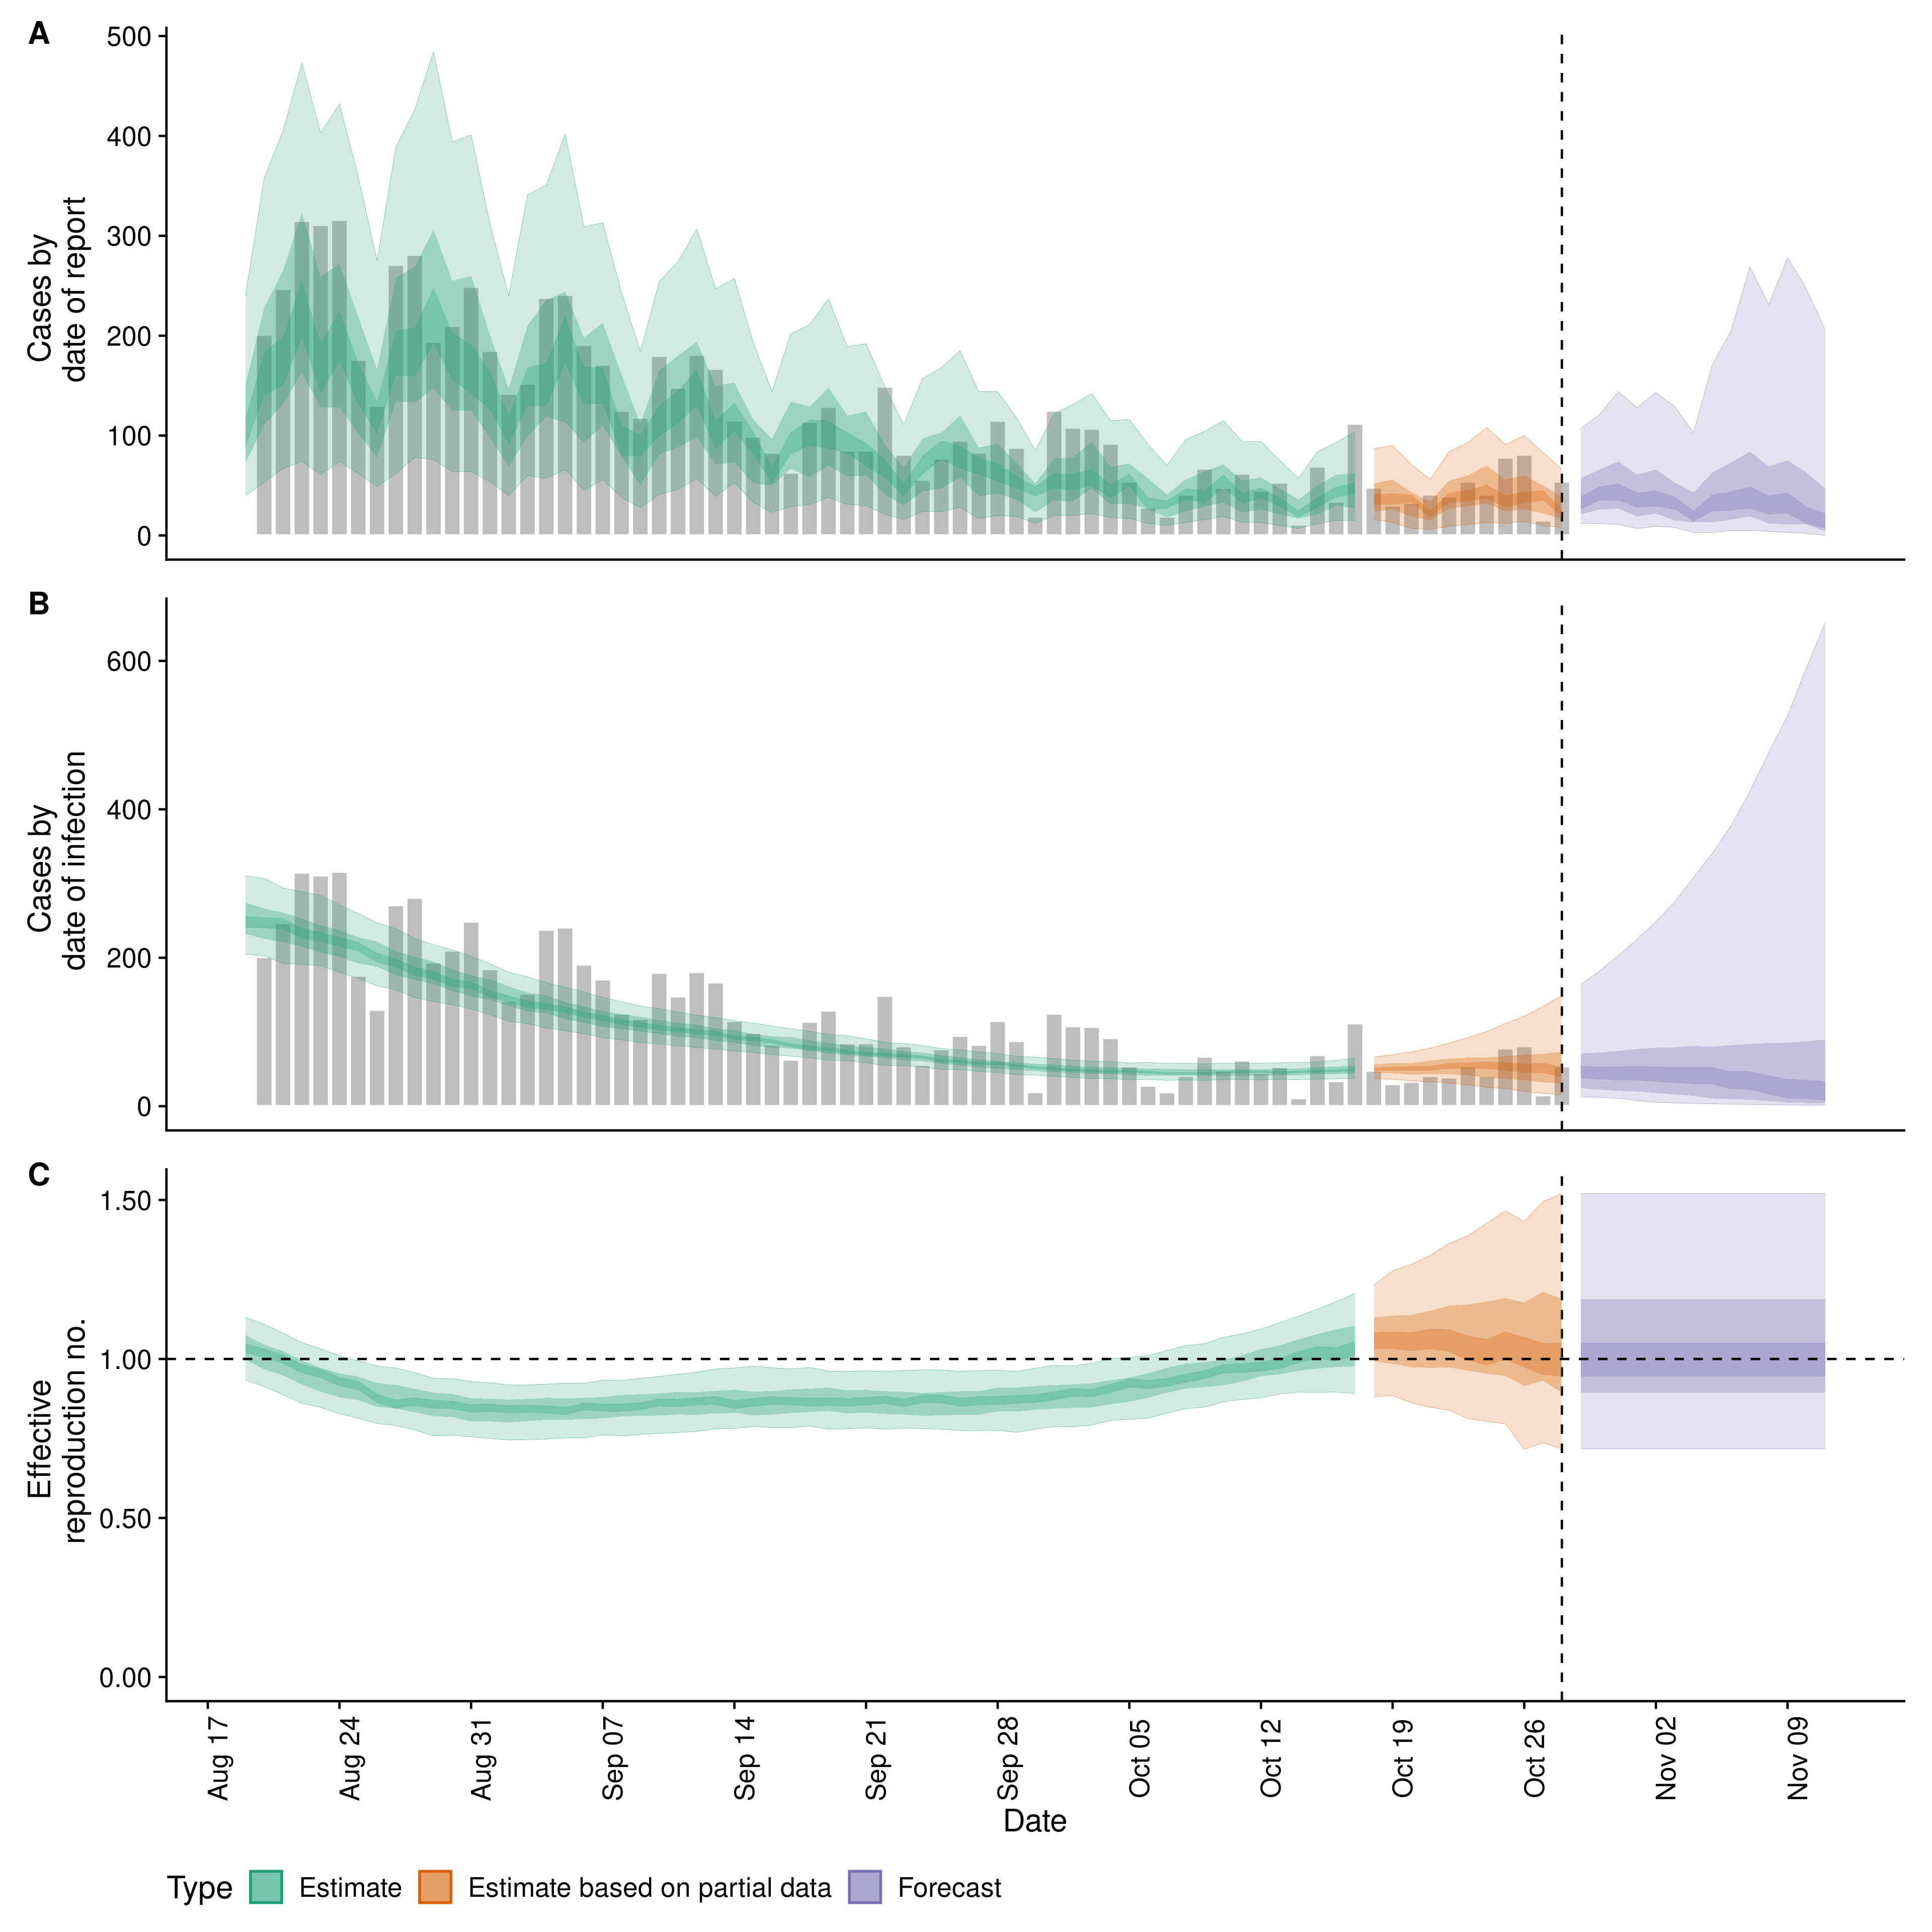 A
500
400
300
200
100
0
Cases by
date of report
B
600
400
200
0
Cases by
date of infection
C
1.50
1.00
0.50
0.00
Effective
reproduction no.
Aug 17
Aug 24
Aug 31
Sep 07
Sep 14
Sep 21
Sep 28
Oct 05
Oct 12
Oct 19
Oct 26
Nov 02
Nov 09
Date
Type Estimate Estimate based on partial data Forecast